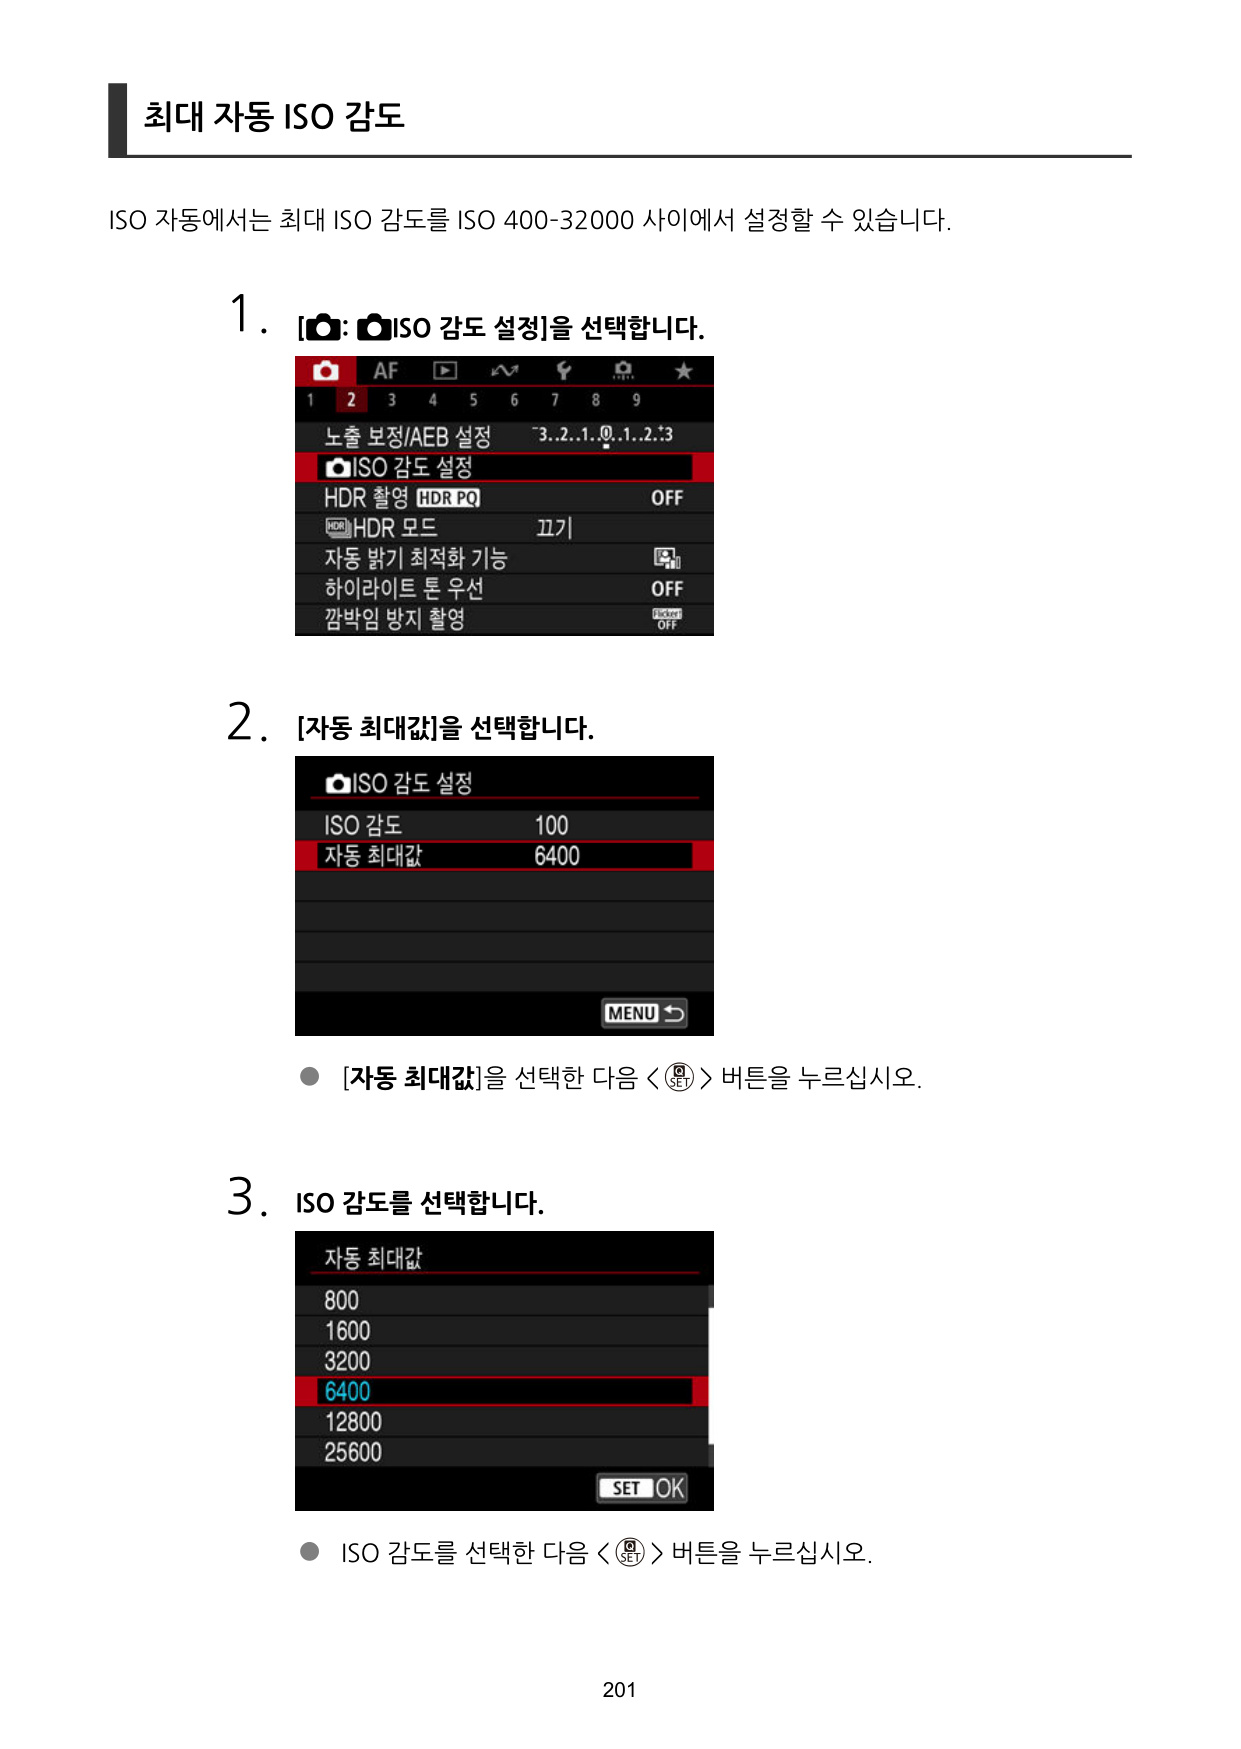 최대 자동 ISO 감도
ISO 자동에서는 최대 ISO 감도를 ISO 400-32000 사이에서 설정할 수 있습니다.
1. [: ISO 감도 설정]을 선택합니다.
AF
1 2 3 4 5 6 7 8 9
노출 보정/AEB 설정 -3..2..1..0..1..2..+3
ISO 감도 설정
HDR 촬영 HDR PQ OFF
HDR HDR 모드 끄기
자동 밝기 최적화 기능
하이라이트 톤 우선 OFF
깜박임 방지 촬영 Flicker! OFF
2. [자동 최대값]을 선택합니다.
ISO 감도 설정
ISO 감도 100
자동 최대값 6400
MENU
● [자동 최대값]을 선택한 다음 < Q SET > 버튼을 누르십시오.
3. ISO 감도를 선택합니다.
자동 최대값
800
1600
3200
6400
12800
25600
SET OK
● ISO 감도를 선택한 다음 < Q SET > 버튼을 누르십시오.
201